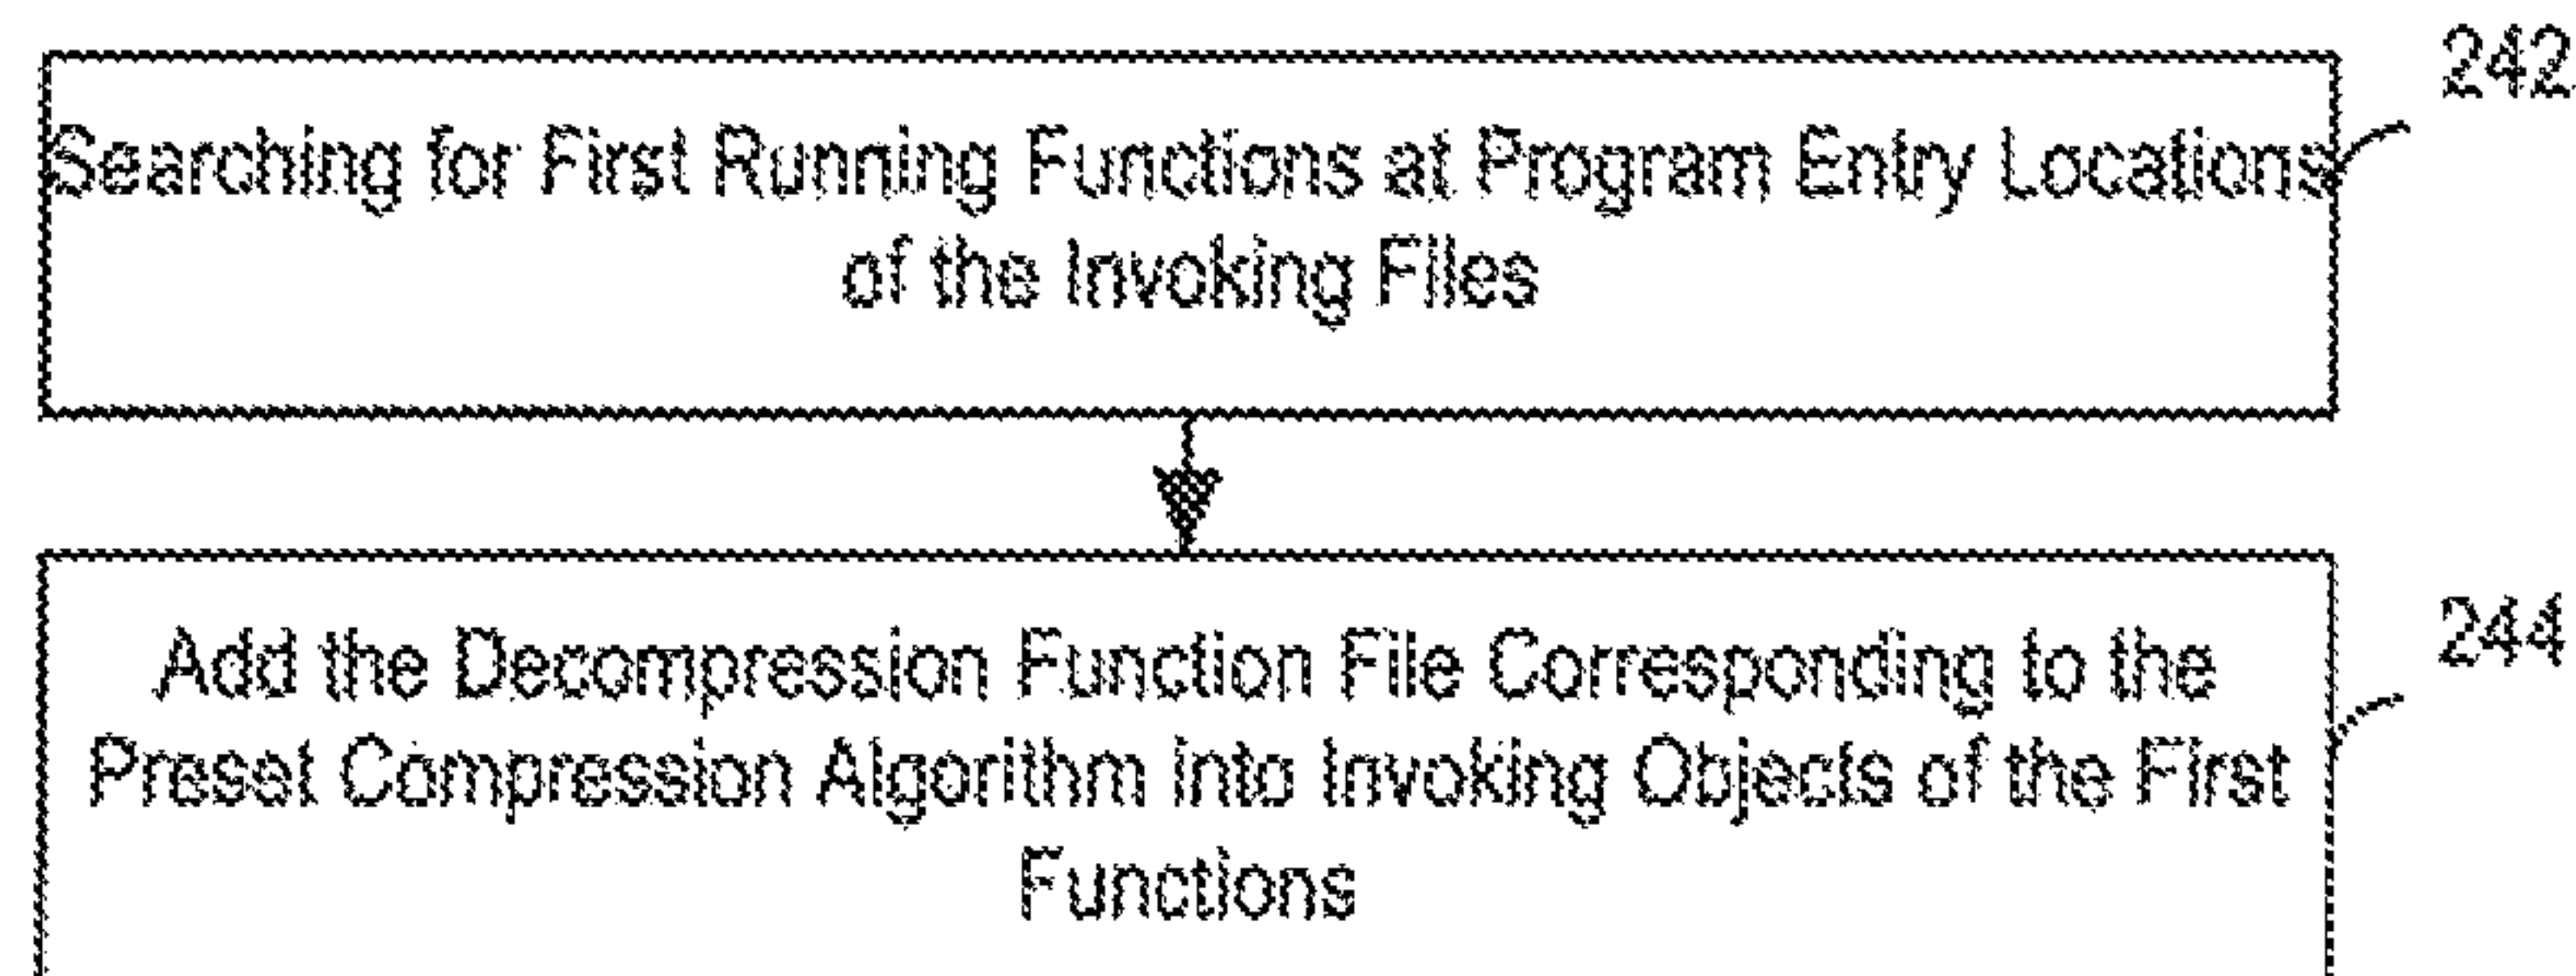 242
Searching for First Running Functions at Program Entry Locations
of the Invoking Files
244
Add the Decompression Function File Corresponding to the
Preset Compression Algorithm into Invoking Objects of the First
Functions